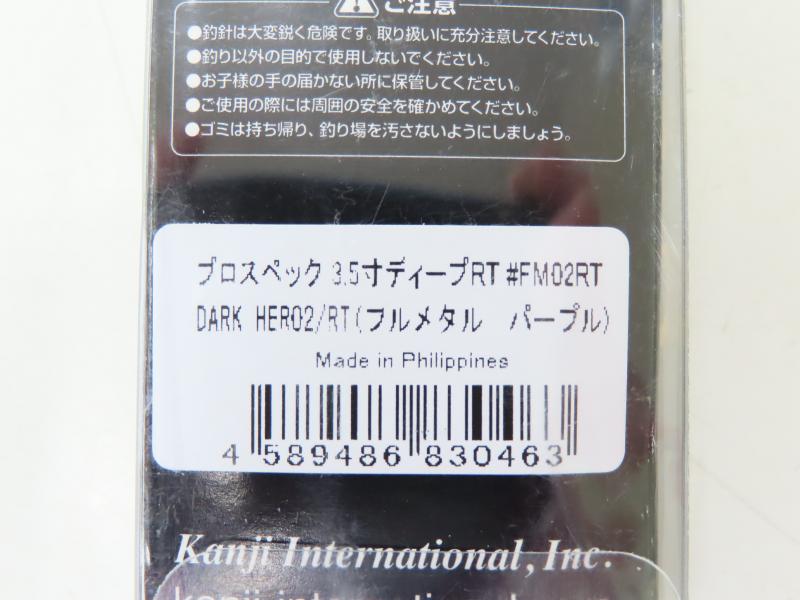 ご注意
●釣針は大変鋭く危険です。取り扱いに充分注意してください。
●釣り以外の目的で使用しないでください。
●お子様の手の届かない所に保管してください。
●ご使用の際には周囲の安全を確かめてください。
●ゴミは持ち帰り、釣り場を汚さないようにしましょう。
プロスペック 3.5寸ディープRT #FM02RT
DARK HERO2/RT(フルメタル　パープル)
Made in Philippines
4 589486 830463
Kanji International, Inc.